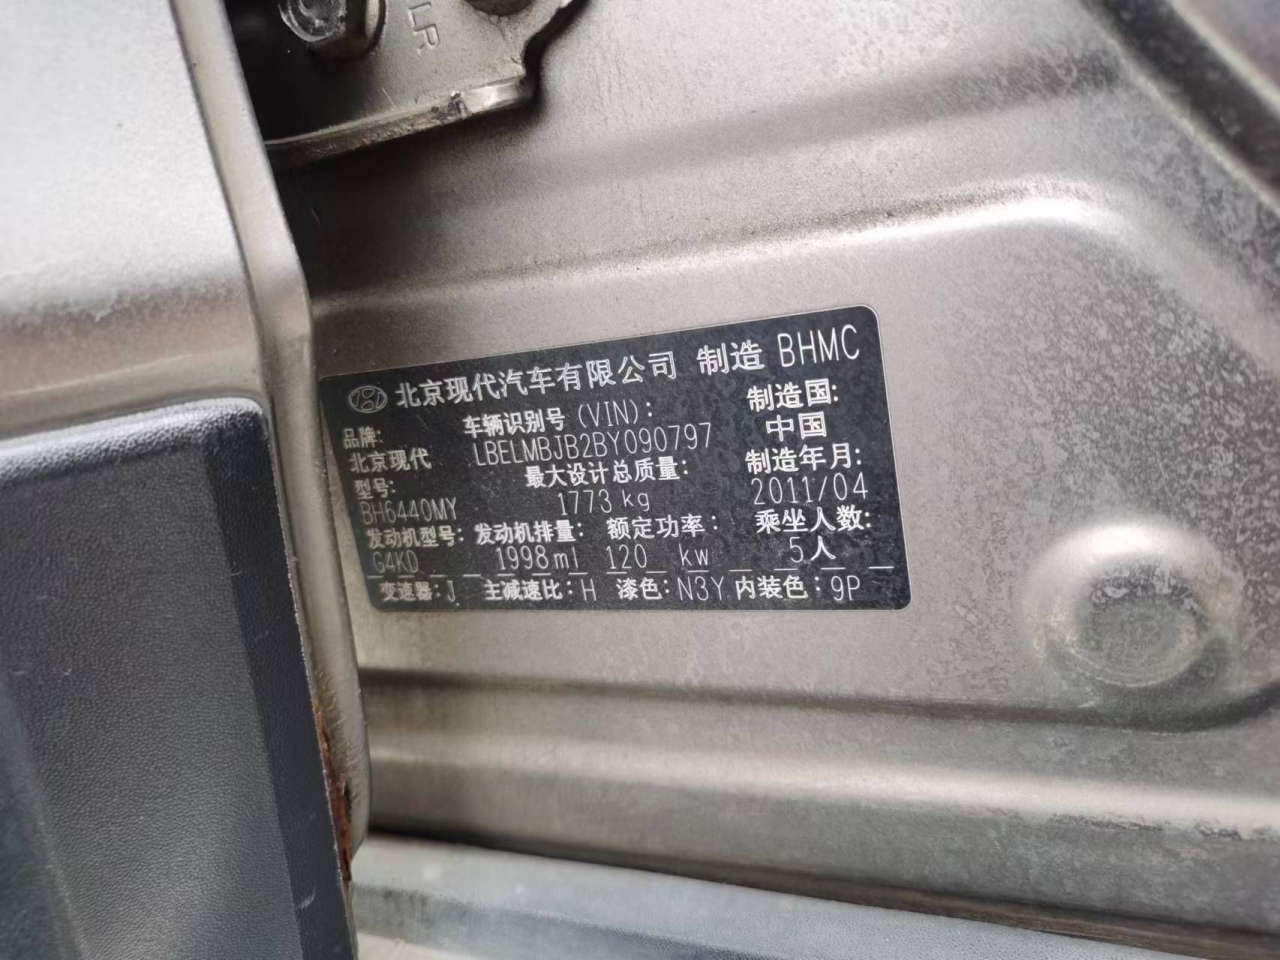 LR
北京现代汽车有限公司 制造 BHMC
品牌: 车辆识别号 (VIN): 制造国:
北京现代 LBELMBJB2BY090797 中国
型号: 最大设计总质量: 制造年月:
BH6440MY 1773 kg 2011/04
发动机型号: 发动机排量: 额定功率: 乘坐人数:
G4KD 1998ml 120 kw 5人
变速器: J 主减速比: H 漆色: N3Y 内装色: 9P